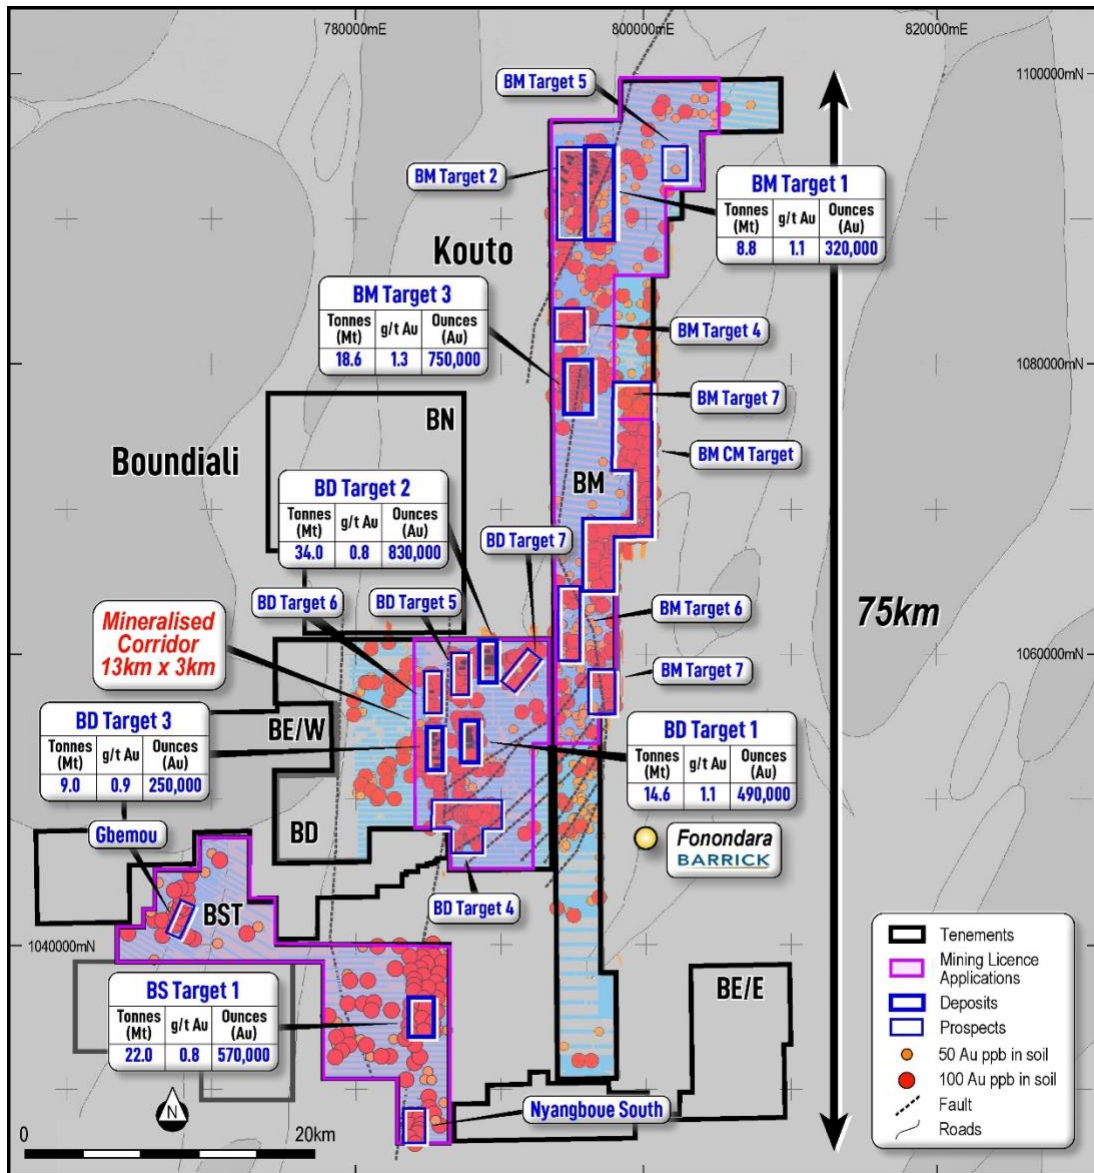 780000mE
800000mE
820000mE
1100000mN
BM Target 5
BM Target 2
BM Target 1
Tonnes (Mt) g/t Au Ounces (Au)
8.8 1.1 320,000
Kouto
BM Target 3
Tonnes (Mt) g/t Au Ounces (Au)
18.6 1.3 750,000
BM Target 4
1080000mN
BM Target 7
BN
BM CM Target
Boundiali
BM
BD Target 2
Tonnes (Mt) g/t Au Ounces (Au)
34.0 0.8 830,000
BD Target 7
BD Target 6
BD Target 5
BM Target 6
75km
Mineralised
Corridor
13km x 3km
1060000mN
BM Target 7
BE/W
BD Target 3
Tonnes (Mt) g/t Au Ounces (Au)
9.0 0.9 250,000
BD Target 1
Tonnes (Mt) g/t Au Ounces (Au)
14.6 1.1 490,000
Gbemou
BD
Fonondara
BARRICK
BST
BD Target 4
1040000mN
BE/E
BS Target 1
Tonnes (Mt) g/t Au Ounces (Au)
22.0 0.8 570,000
Nyangboue South
N
0 20km
Tenements
Mining Licence
Applications
Deposits
Prospects
50 Au ppb in soil
100 Au ppb in soil
Fault
Roads